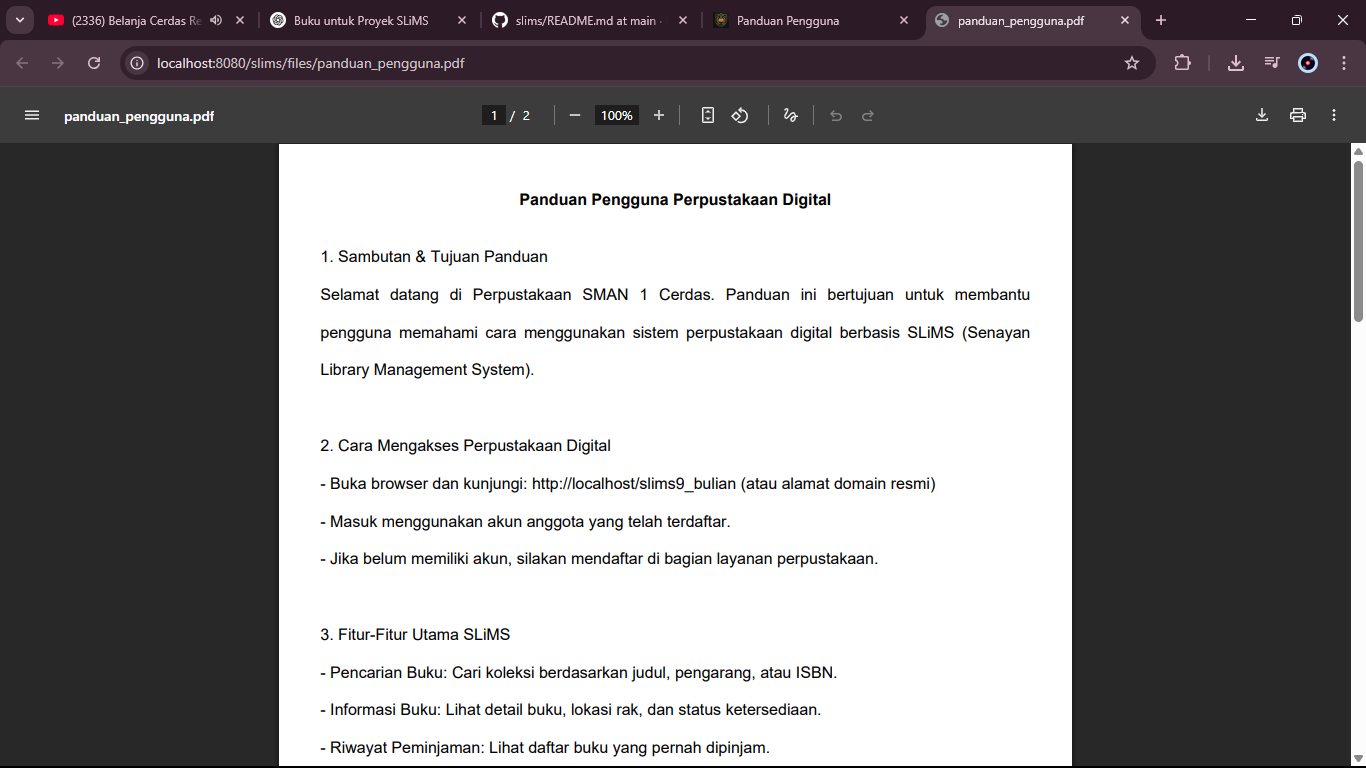 (2336) Belanja Cerdas Re
Buku untuk Proyek SLiMS
slims/README.md at main
Panduan Pengguna
panduan_pengguna.pdf
localhost:8080/slims/files/panduan_pengguna.pdf
panduan_pengguna.pdf
1 / 2
100%
Panduan Pengguna Perpustakaan Digital
1. Sambutan & Tujuan Panduan
Selamat datang di Perpustakaan SMAN 1 Cerdas. Panduan ini bertujuan untuk membantu
pengguna memahami cara menggunakan sistem perpustakaan digital berbasis SLiMS (Senayan
Library Management System).
2. Cara Mengakses Perpustakaan Digital
- Buka browser dan kunjungi: http://localhost/slims9_bulian (atau alamat domain resmi)
- Masuk menggunakan akun anggota yang telah terdaftar.
- Jika belum memiliki akun, silakan mendaftar di bagian layanan perpustakaan.
3. Fitur-Fitur Utama SLiMS
- Pencarian Buku: Cari koleksi berdasarkan judul, pengarang, atau ISBN.
- Informasi Buku: Lihat detail buku, lokasi rak, dan status ketersediaan.
- Riwayat Peminjaman: Lihat daftar buku yang pernah dipinjam.